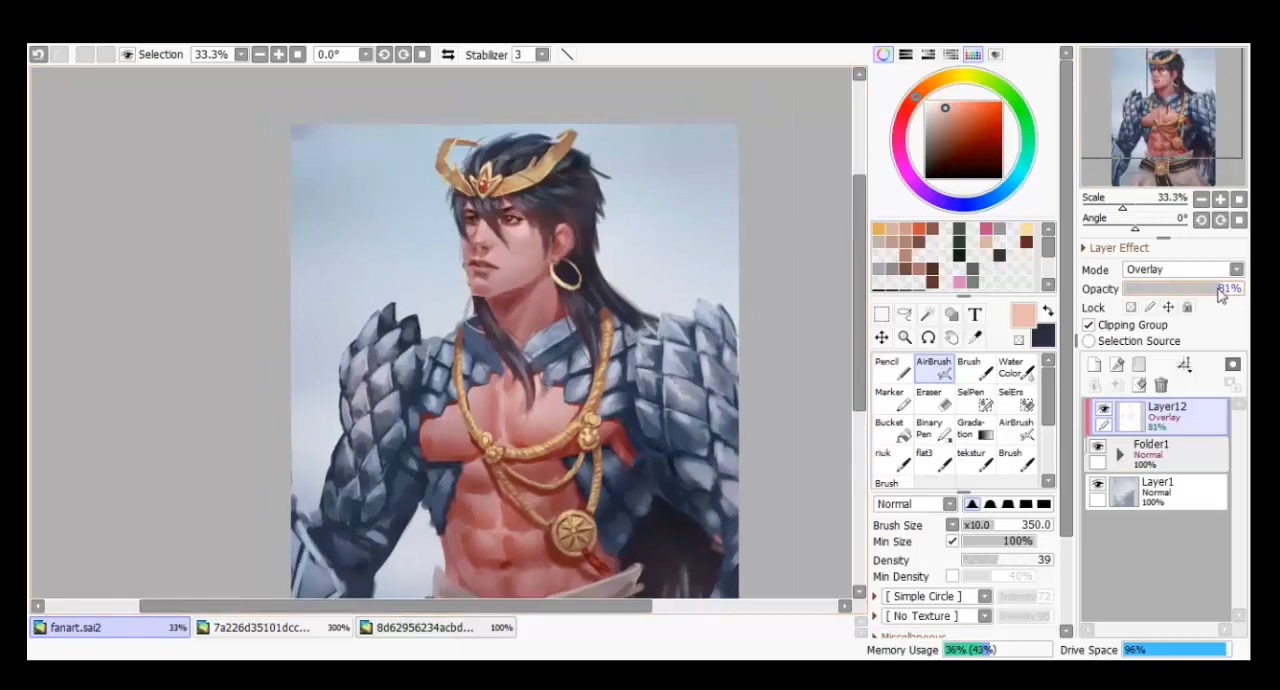 Selection 33.3% 0.0° Stabilizer 3
Scale 33.3%
Angle 0°
Layer Effect
Mode Overlay
Opacity 81%
Lock
Clipping Group
Selection Source
Layer12
Overlay
81%
Folder1
Normal
100%
Layer1
Normal
100%
T
Pencil AirBrush Brush Water Color
Marker Eraser SelPen SelErs
Bucket Binary Pen Grada-tion AirBrush
riuk flat3 tekstur Brush
Brush
Normal
Brush Size x10.0 350.0
Min Size 100%
Density 39
Min Density 40%
[ Simple Circle ] Intensity 72
[ No Texture ]
Miscellaneous
fanart.sai2 33% 7a226d35101dcc... 300% 8d62956234acbd... 100%
Memory Usage 36% (43%) Drive Space 96%